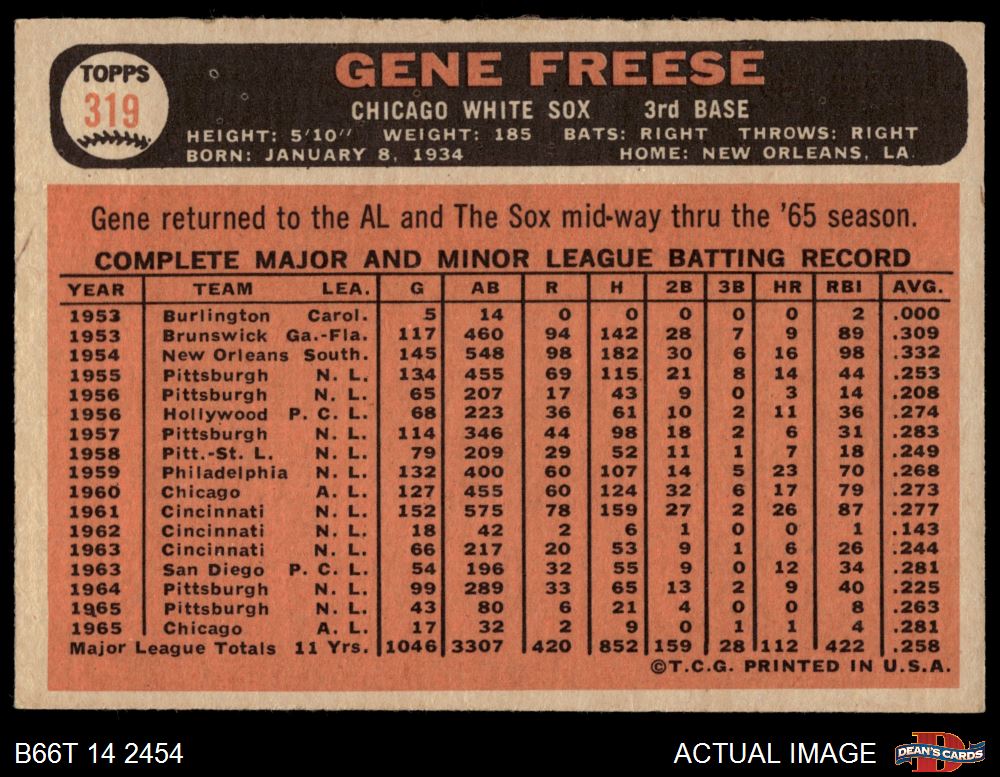 TOPPS
319
GENE FREESE
CHICAGO WHITE SOX 3rd BASE
HEIGHT: 5'10" WEIGHT: 185 BATS: RIGHT THROWS: RIGHT
BORN: JANUARY 8, 1934 HOME: NEW ORLEANS, LA.
Gene returned to the AL and The Sox mid-way thru the '65 season.
COMPLETE MAJOR AND MINOR LEAGUE BATTING RECORD
YEAR TEAM LEA. G AB R H 2B 3B HR RBI AVG.
1953 Burlington Carol. 5 14 0 0 0 0 0 2 .000
1953 Brunswick Ga.-Fla. 117 460 94 142 28 7 9 89 .309
1954 New Orleans South. 145 548 98 182 30 6 16 98 .332
1955 Pittsburgh N. L. 134 455 69 115 21 8 14 44 .253
1956 Pittsburgh N. L. 65 207 17 43 9 0 3 14 .208
1956 Hollywood P. C. L. 68 223 36 61 10 2 11 36 .274
1957 Pittsburgh N. L. 114 346 44 98 18 2 6 31 .283
1958 Pitt.-St. L. N. L. 79 209 29 52 11 1 7 18 .249
1959 Philadelphia N. L. 132 400 60 107 14 5 23 70 .268
1960 Chicago A. L. 127 455 60 124 32 6 17 79 .273
1961 Cincinnati N. L. 152 575 78 159 27 2 26 87 .277
1962 Cincinnati N. L. 18 42 2 6 1 0 0 1 .143
1963 Cincinnati N. L. 66 217 20 53 9 1 6 26 .244
1963 San Diego P. C. L. 54 196 32 55 9 0 12 34 .281
1964 Pittsburgh N. L. 99 289 33 65 13 2 9 40 .225
1965 Pittsburgh N. L. 43 80 6 21 4 0 0 8 .263
1965 Chicago A. L. 17 32 2 9 0 1 1 4 .281
Major League Totals 11 Yrs. 1046 3307 420 852 159 28 112 422 .258
©T.C.G. PRINTED IN U.S.A.
B66T 14 2454 ACTUAL IMAGE
D
DEAN'S CARDS